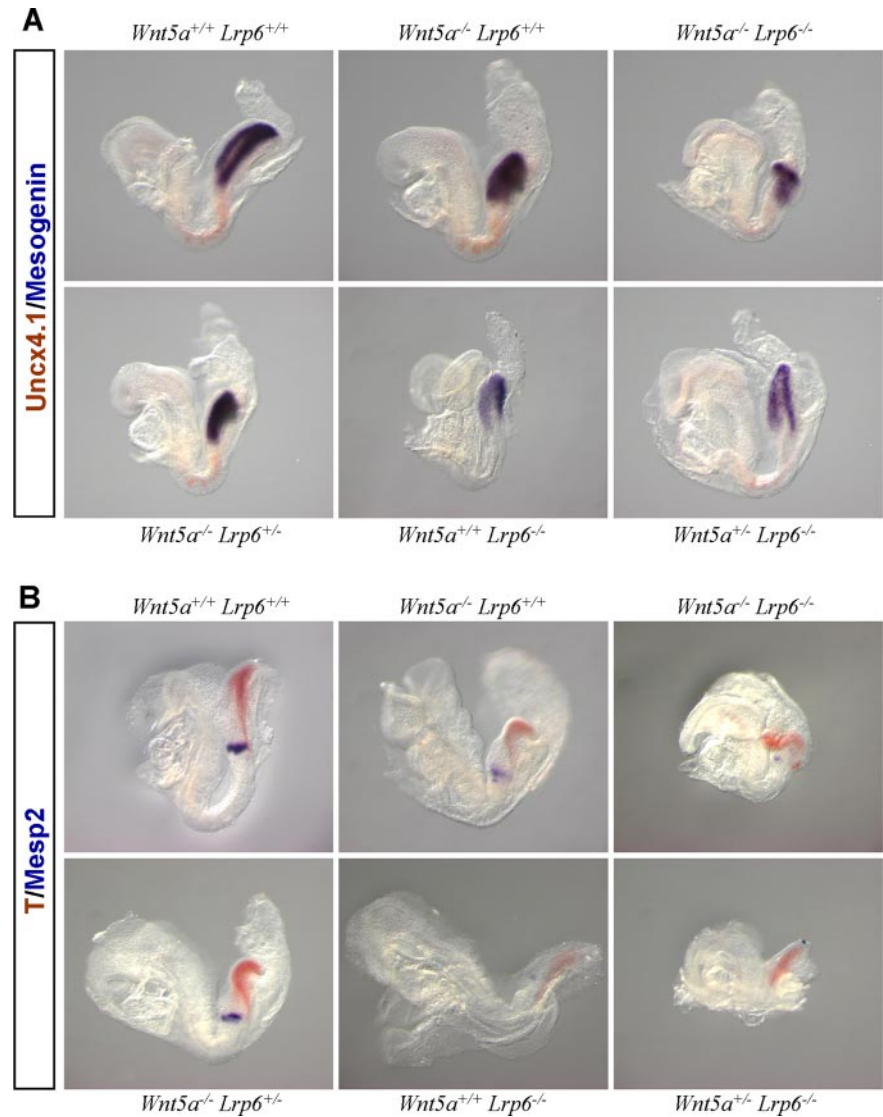 A
Wnt5a+/+ Lrp6+/+
Wnt5a-/- Lrp6+/+
Wnt5a-/- Lrp6-/-
Uncx4.1/Mesogenin
Wnt5a-/- Lrp6+/-
Wnt5a+/+ Lrp6-/-
Wnt5a+/- Lrp6-/-
B
Wnt5a+/+ Lrp6+/+
Wnt5a-/- Lrp6+/+
Wnt5a-/- Lrp6-/-
T/Mesp2
Wnt5a-/- Lrp6+/-
Wnt5a+/+ Lrp6-/-
Wnt5a+/- Lrp6-/-